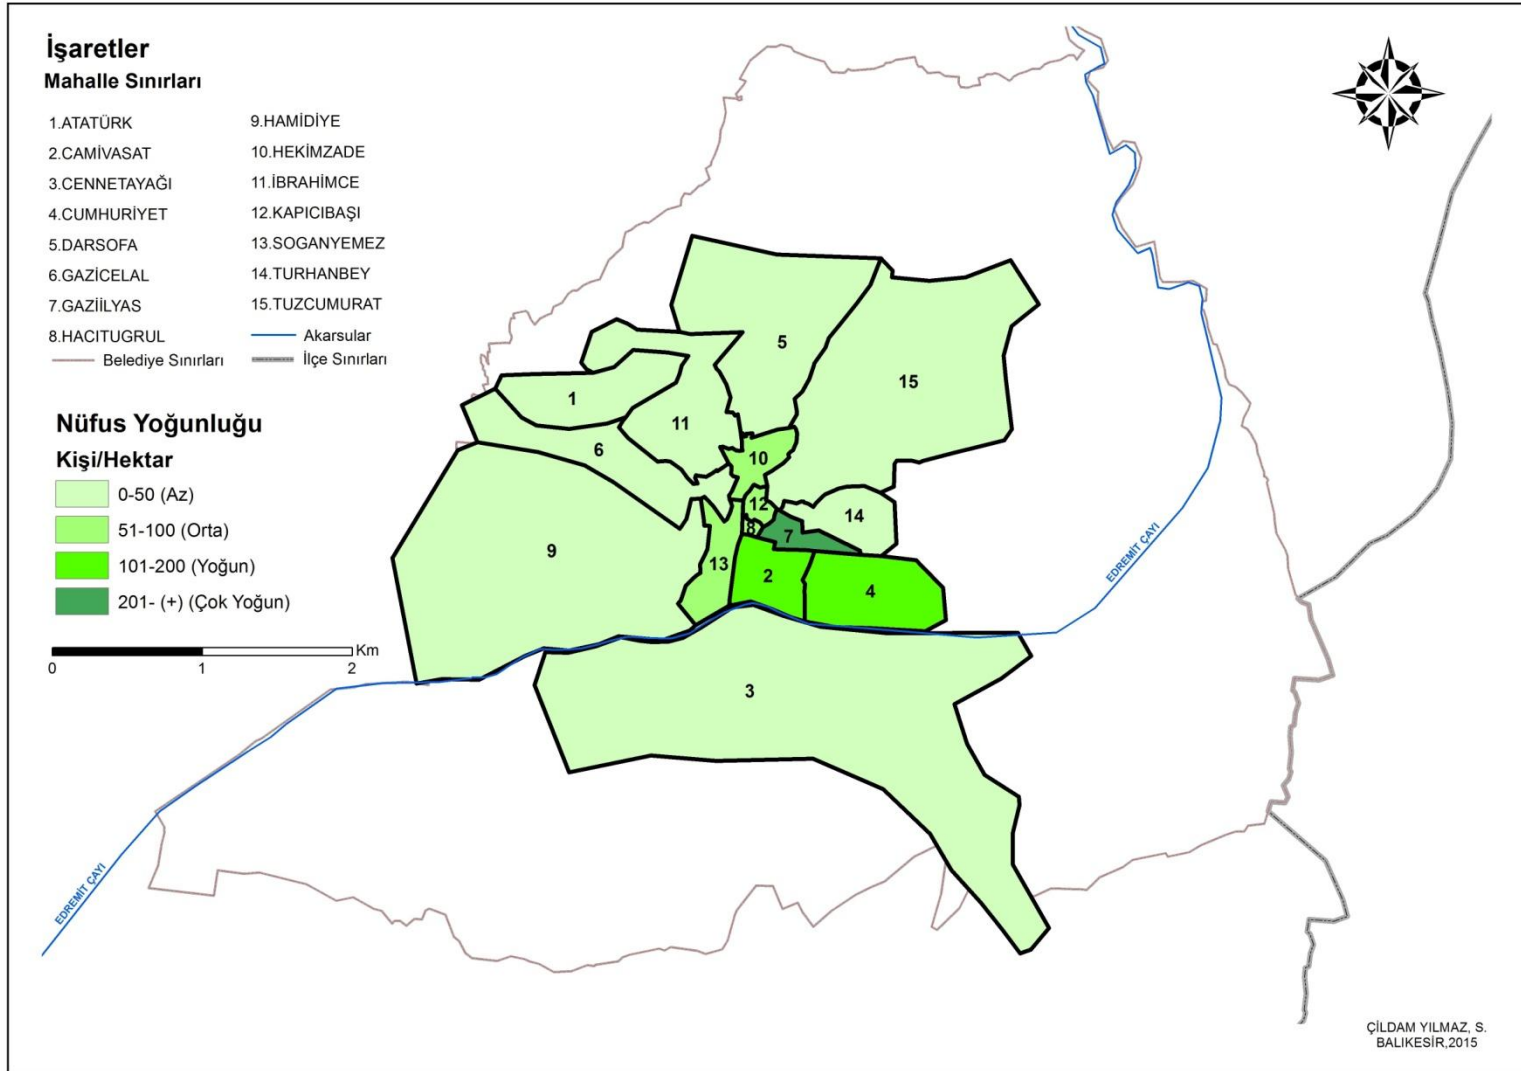 İşaretler
Mahalle Sınırları
1.ATATÜRK
2.CAMİVASAT
3.CENNETAYAĞI
4.CUMHURİYET
5.DARSOFA
6.GAZİCELAL
7.GAZİİLYAS
8.HACITUGRUL
9.HAMİDİYE
10.HEKİMZADE
11.İBRAHİMCE
12.KAPICIBAŞI
13.SOGANYEMEZ
14.TURHANBEY
15.TUZCUMURAT
Akarsular
Belediye Sınırları
İlçe Sınırları
Nüfus Yoğunluğu
Kişi/Hektar
0-50 (Az)
51-100 (Orta)
101-200 (Yoğun)
201- (+) (Çok Yoğun)
Km
0 1 2
5
15
1
11
6
10
12
14
8
7
9
13
2
4
3
EDREMİT ÇAYI
EDREMİT ÇAYI
ÇİLDAM YILMAZ, S.
BALIKESİR,2015